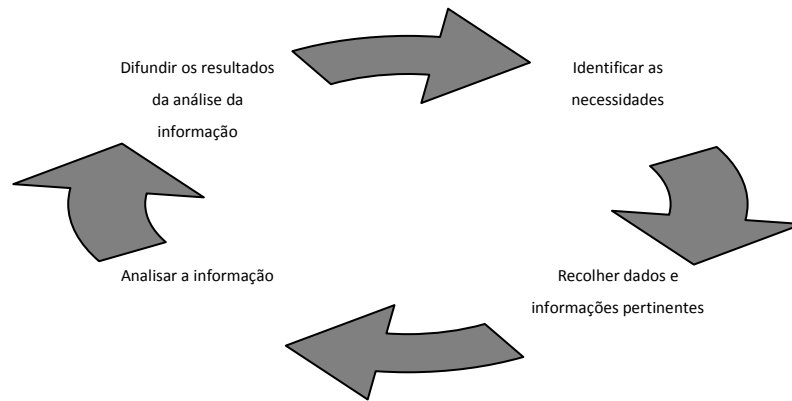 Difundir os resultados
da análise da
informação
Identificar as
necessidades
Analisar a informação
Recolher dados e
informações pertinentes